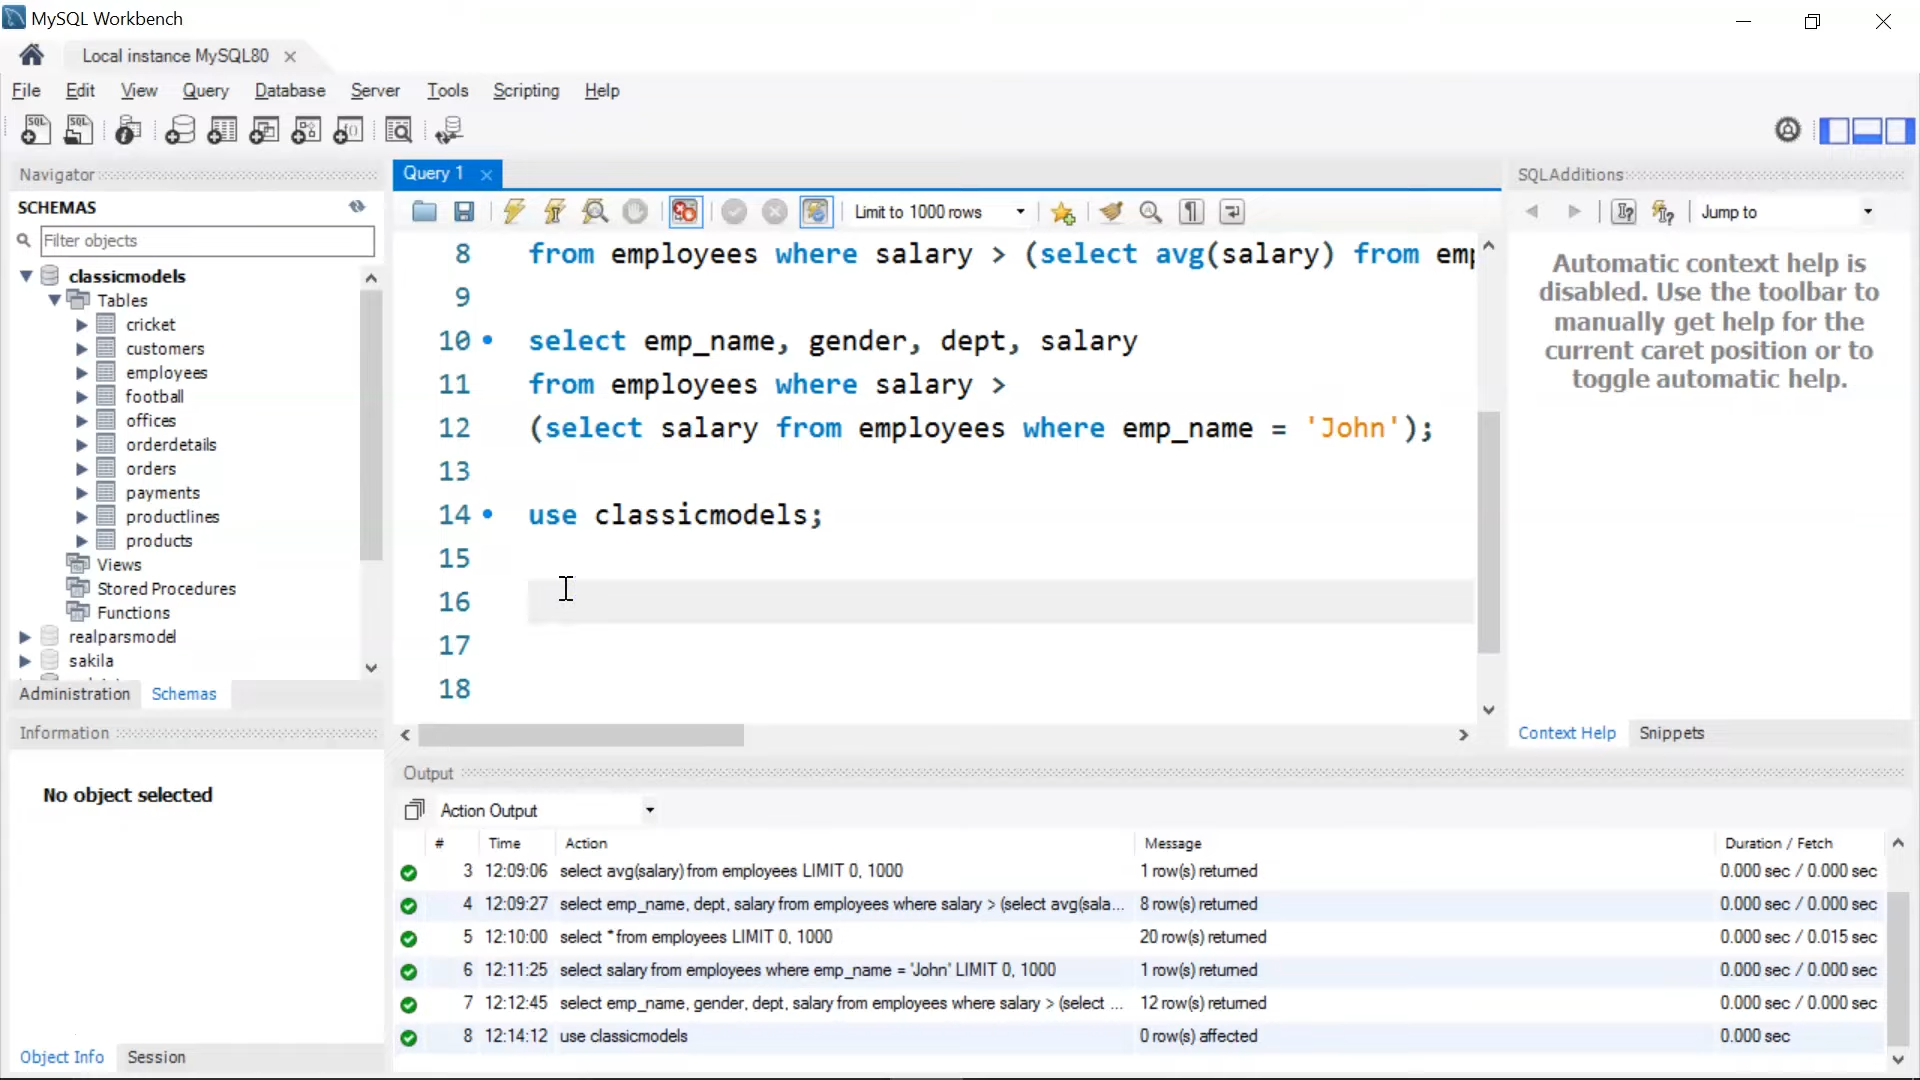 MySQL Workbench
Local instance MySQL80
File Edit View Query Database Server Tools Scripting Help
Navigator
SCHEMAS
Filter objects
classicmodels
Tables
cricket
customers
employees
football
offices
orderdetails
orders
payments
productlines
products
Views
Stored Procedures
Functions
realparsmodel
sakila
Administration Schemas
Information
No object selected
Object Info Session
Query 1
Limit to 1000 rows
8 from employees where salary > (select avg(salary) from emp
9
10 select emp_name, gender, dept, salary
11 from employees where salary >
12 (select salary from employees where emp_name = 'John');
13
14 use classicmodels;
15
16
17
18
SQLAdditions
Jump to
Automatic context help is
disabled. Use the toolbar to
manually get help for the
current caret position or to
toggle automatic help.
Context Help Snippets
Output
Action Output
# Time Action Message Duration / Fetch
3 12:09:06 select avg(salary) from employees LIMIT 0, 1000 1 row(s) returned 0.000 sec / 0.000 sec
4 12:09:27 select emp_name, dept, salary from employees where salary > (select avg(sala... 8 row(s) returned 0.000 sec / 0.000 sec
5 12:10:00 select * from employees LIMIT 0, 1000 20 row(s) returned 0.000 sec / 0.015 sec
6 12:11:25 select salary from employees where emp_name = 'John' LIMIT 0, 1000 1 row(s) returned 0.000 sec / 0.000 sec
7 12:12:45 select emp_name, gender, dept, salary from employees where salary > (select ... 12 row(s) returned 0.000 sec / 0.000 sec
8 12:14:12 use classicmodels 0 row(s) affected 0.000 sec